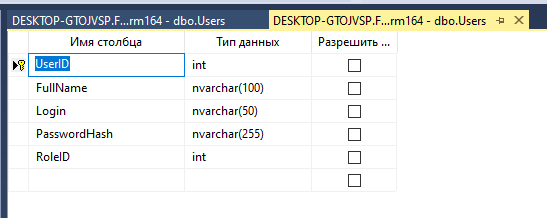 DESKTOP-GTOJVSP.F...rm164 - dbo.Users
DESKTOP-GTOJVSP.F...rm164 - dbo.Users
Имя столбца Тип данных Разрешить ...
UserID int
FullName nvarchar(100)
Login nvarchar(50)
PasswordHash nvarchar(255)
RoleID int